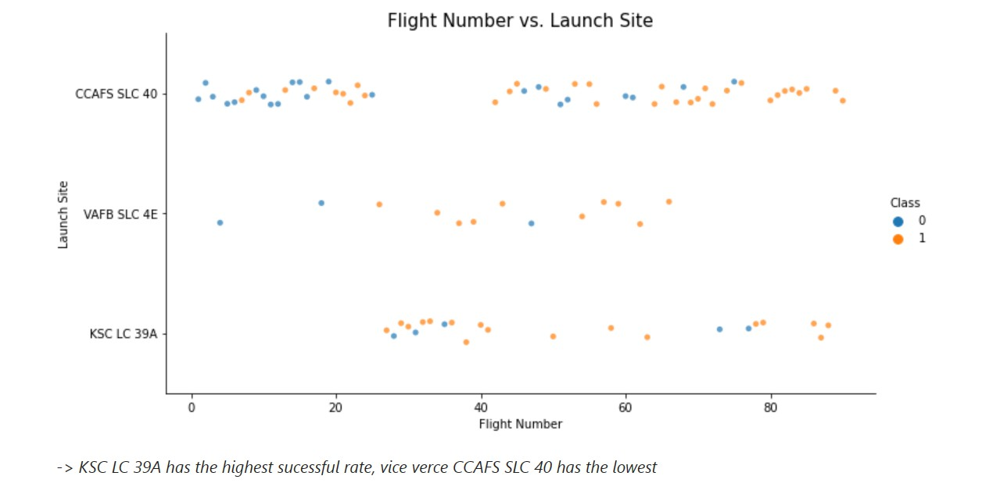 Flight Number vs. Launch Site
CCAFS SLC 40
VAFB SLC 4E
KSC LC 39A
Launch Site
0
20
40
60
80
Flight Number
Class
0
1
-> KSC LC 39A has the highest sucessful rate, vice verce CCAFS SLC 40 has the lowest